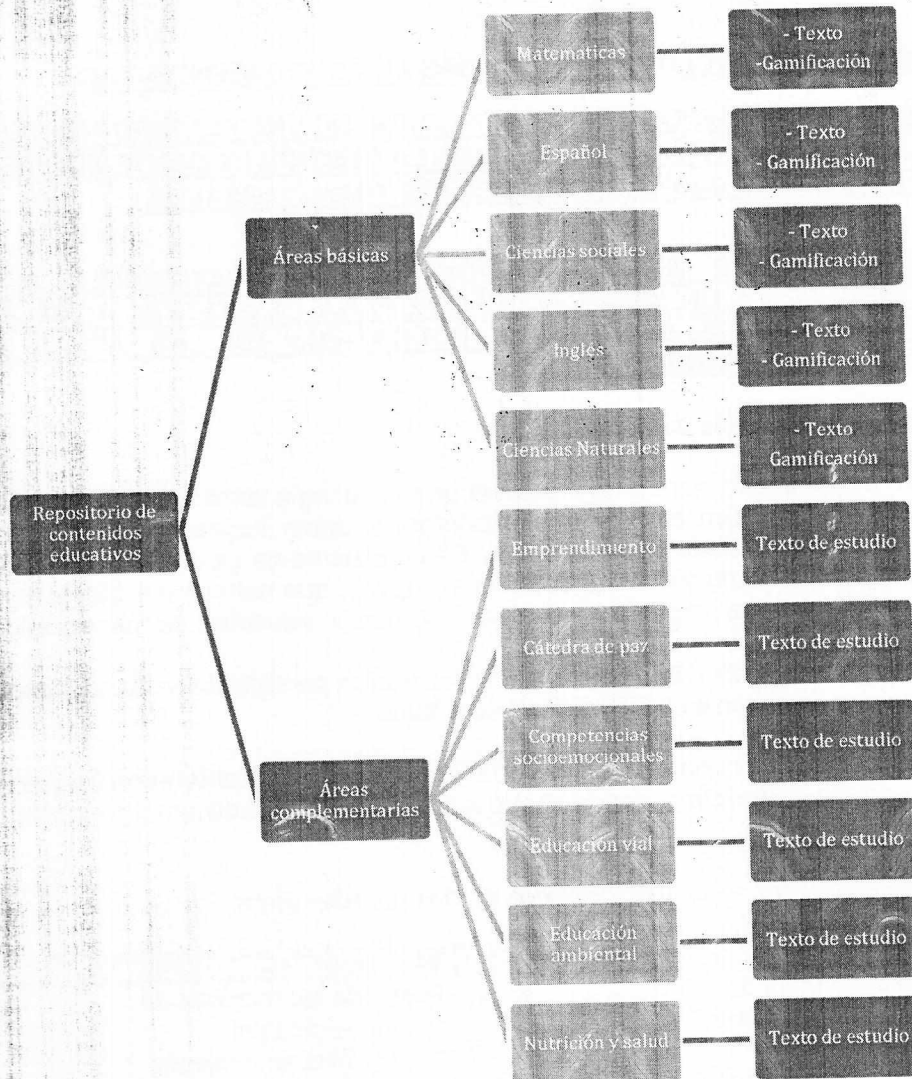 Repositorio de
contenidos
educativos
Áreas básicas
Matematicas
- Texto
-Gamificación
Español
- Texto
- Gamificación
Ciencias sociales
- Texto
- Gamificación
Inglés
- Texto
- Gamificación
Ciencias Naturales
- Texto
Gamificación
Áreas
complementarias
Emprendimiento
Texto de estudio
Cátedra de paz
Texto de estudio
Competencias
socioemocionales
Texto de estudio
Educación vial
Texto de estudio
Educación
ambiental
Texto de estudio
Nutrición y salud
Texto de estudio